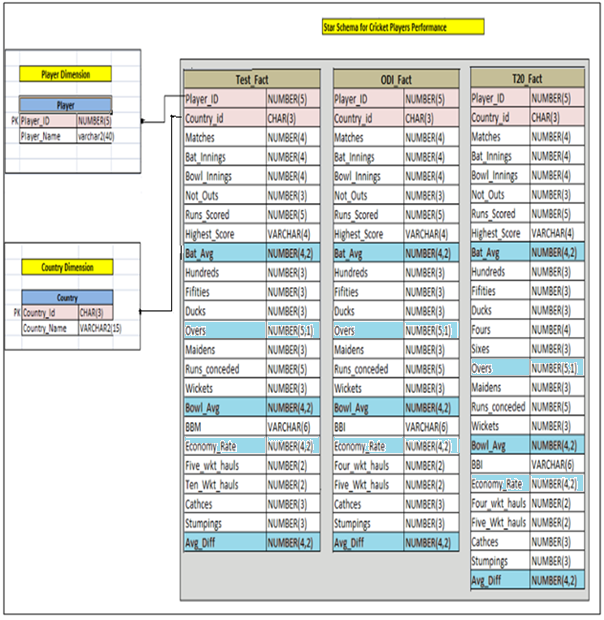 Star Schema for Cricket Players Performance
Player Dimension
Player
PK Player_ID NUMBER(5)
Player_Name varchar2(40)
Country Dimension
Country
PK Country_Id CHAR(3)
Country_Name VARCHAR2(15)
Test_Fact
Player_ID NUMBER(5)
Country_id CHAR(3)
Matches NUMBER(4)
Bat_Innings NUMBER(4)
Bowl_Innings NUMBER(4)
Not_Outs NUMBER(3)
Runs_Scored NUMBER(5)
Highest_Score VARCHAR(4)
Bat_Avg NUMBER(4,2)
Hundreds NUMBER(3)
Fifities NUMBER(3)
Ducks NUMBER(3)
Overs NUMBER(5,1)
Maidens NUMBER(3)
Runs_conceded NUMBER(5)
Wickets NUMBER(3)
Bowl_Avg NUMBER(4,2)
BBM VARCHAR(6)
Economy_Rate NUMBER(4,2)
Five_wkt_hauls NUMBER(2)
Ten_Wkt_hauls NUMBER(2)
Cathces NUMBER(3)
Stumpings NUMBER(3)
Avg_Diff NUMBER(4,2)
ODI_Fact
Player_ID NUMBER(5)
Country_id CHAR(3)
Matches NUMBER(4)
Bat_Innings NUMBER(4)
Bowl_Innings NUMBER(4)
Not_Outs NUMBER(3)
Runs_Scored NUMBER(5)
Highest_Score VARCHAR(4)
Bat_Avg NUMBER(4,2)
Hundreds NUMBER(3)
Fifities NUMBER(3)
Ducks NUMBER(3)
Overs NUMBER(5,1)
Maidens NUMBER(3)
Runs_conceded NUMBER(5)
Wickets NUMBER(3)
Bowl_Avg NUMBER(4,2)
BBI VARCHAR(6)
Economy_Rate NUMBER(4,2)
Four_wkt_hauls NUMBER(2)
Five_Wkt_hauls NUMBER(2)
Cathces NUMBER(3)
Stumpings NUMBER(3)
Avg_Diff NUMBER(4,2)
T20_Fact
Player_ID NUMBER(5)
Country_id CHAR(3)
Matches NUMBER(4)
Bat_Innings NUMBER(4)
Bowl_Innings NUMBER(4)
Not_Outs NUMBER(3)
Runs_Scored NUMBER(5)
Highest_Score VARCHAR(4)
Bat_Avg NUMBER(4,2)
Hundreds NUMBER(3)
Fifities NUMBER(3)
Ducks NUMBER(3)
Fours NUMBER(4)
Sixes NUMBER(3)
Overs NUMBER(5,1)
Maidens NUMBER(3)
Runs_conceded NUMBER(5)
Wickets NUMBER(3)
Bowl_Avg NUMBER(4,2)
BBI VARCHAR(6)
Economy_Rate NUMBER(4,2)
Four_wkt_hauls NUMBER(2)
Five_Wkt_hauls NUMBER(2)
Cathces NUMBER(3)
Stumpings NUMBER(3)
Avg_Diff NUMBER(4,2)